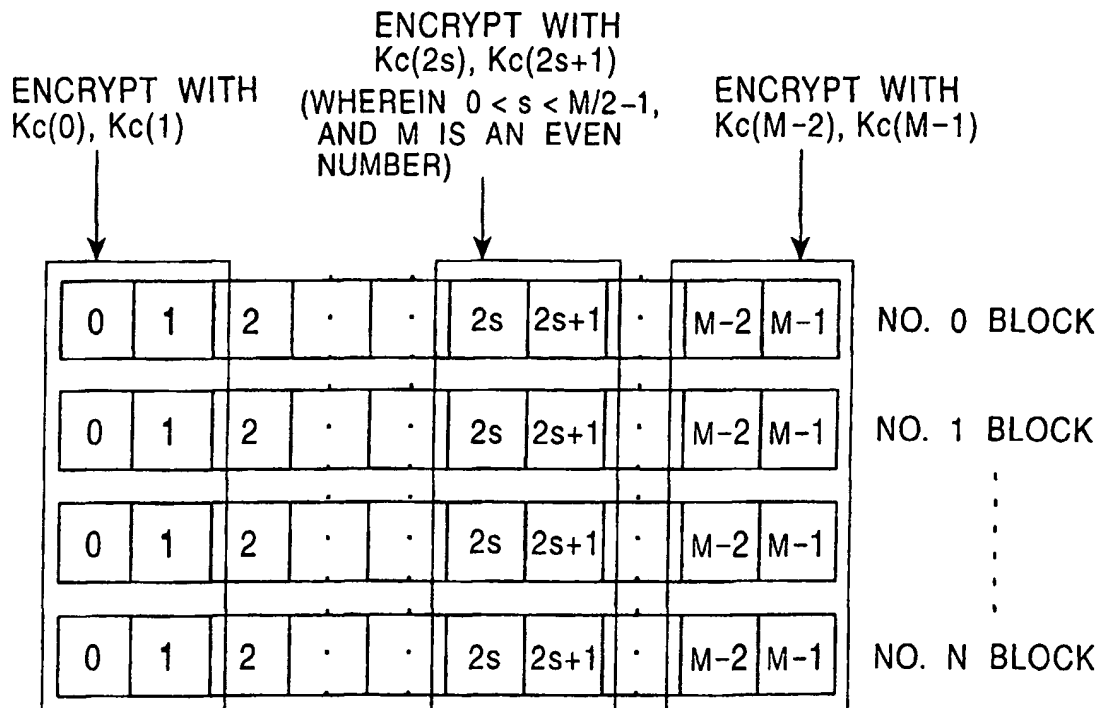 ENCRYPT WITH
Kc(0), Kc(1)
ENCRYPT WITH
Kc(2s), Kc(2s+1)
(WHEREIN 0 < s < M/2-1,
AND M IS AN EVEN
NUMBER)
ENCRYPT WITH
Kc(M-2), Kc(M-1)
0 1 2 · · 2s 2s+1 · M-2 M-1 NO. 0 BLOCK
0 1 2 · · 2s 2s+1 · M-2 M-1 NO. 1 BLOCK
0 1 2 · · 2s 2s+1 · M-2 M-1
0 1 2 · · 2s 2s+1 · M-2 M-1 NO. N BLOCK